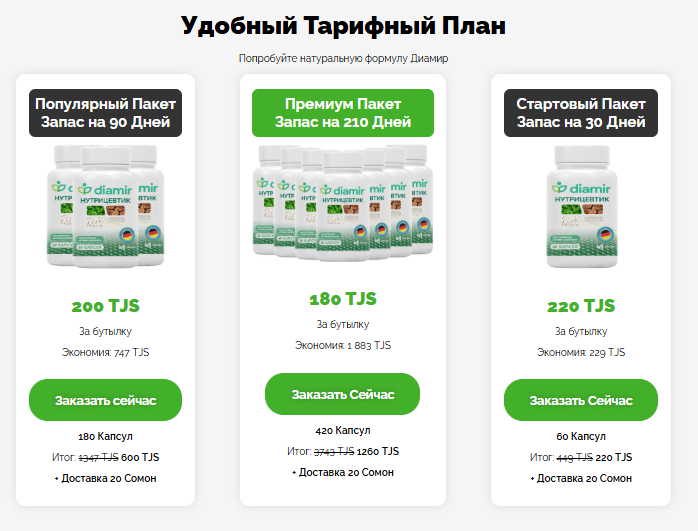 Удобный Тарифный План
Попробуйте натуральную формулу Диамир
Популярный Пакет
Запас на 90 Дней
diamir
mir
НУТРИЦЕВТИК
200 TJS
За бутылку
Экономия: 747 TJS
Заказать сейчас
180 Капсул
Итог: 1347 TJS 600 TJS
+ Доставка 20 Сомон
Премиум Пакет
Запас на 210 Дней
diamir
mir
НУТРИЦЕВТИК
180 TJS
За бутылку
Экономия: 1 883 TJS
Заказать Сейчас
420 Капсул
Итог: 3743 TJS 1260 TJS
+ Доставка 20 Сомон
Стартовый Пакет
Запас на 30 Дней
diamir
НУТРИЦЕВТИК
220 TJS
За бутылку
Экономия: 229 TJS
Заказать Сейчас
60 Капсул
Итог: 449 TJS 220 TJS
+ Доставка 20 Сомон